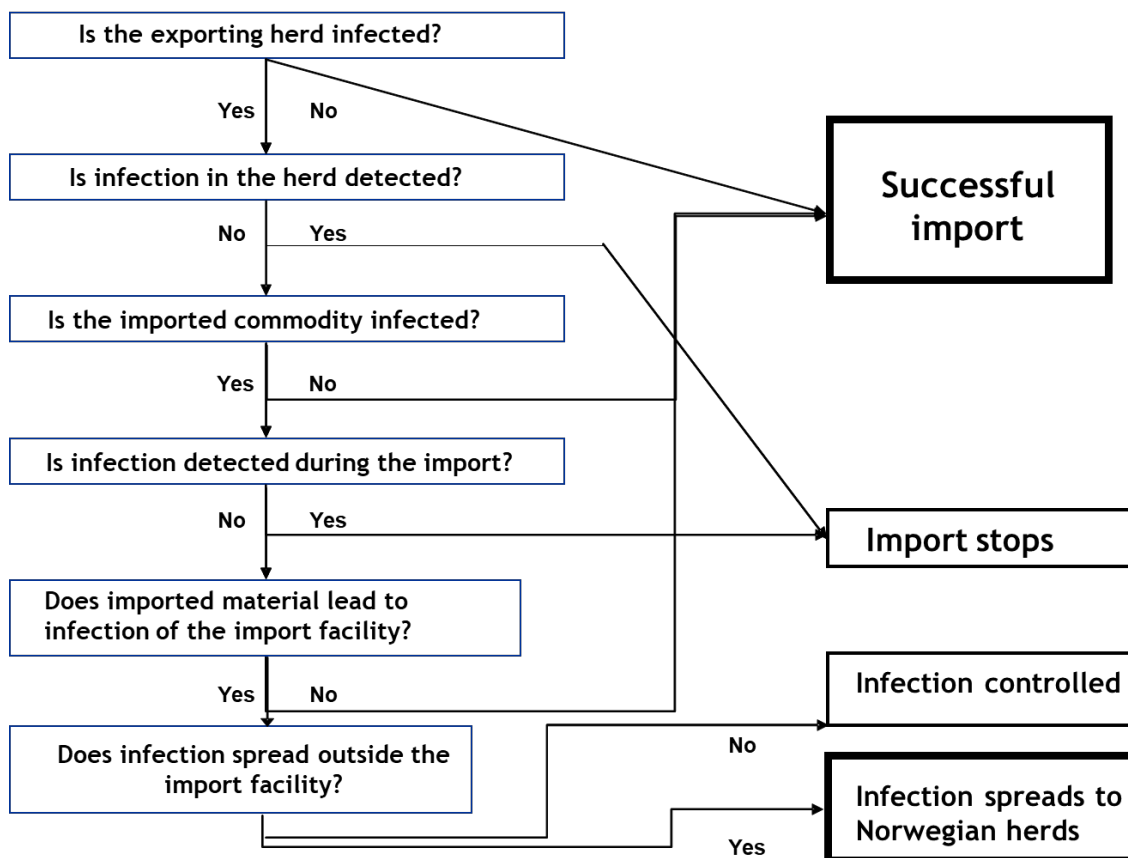 Is the exporting herd infected?
Yes No
Is infection in the herd detected?
No Yes
Is the imported commodity infected?
Yes No
Is infection detected during the import?
No Yes
Does imported material lead to
infection of the import facility?
Yes No
Does infection spread outside the
import facility?
Successful
import
Import stops
Infection controlled
No
Infection spreads to
Norwegian herds
Yes